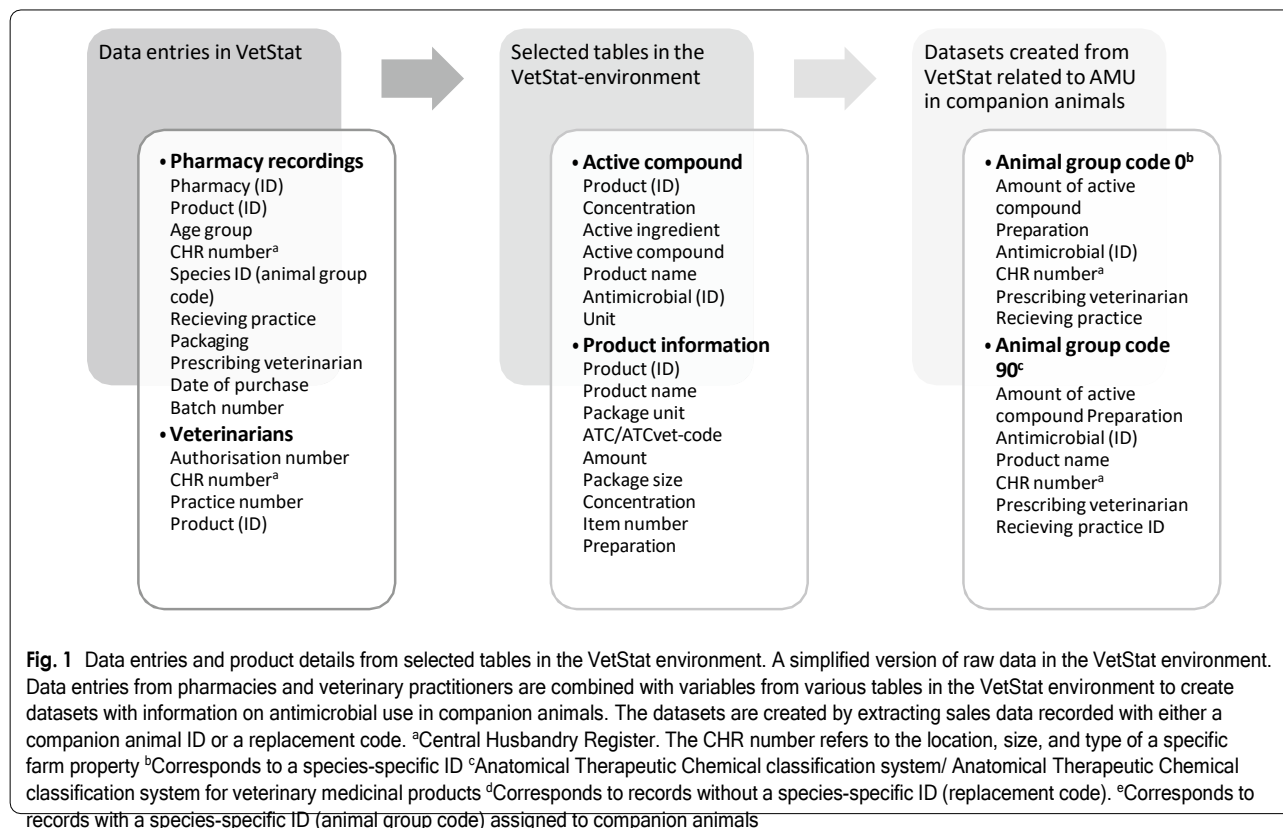 Data entries in VetStat
• Pharmacy recordings
Pharmacy (ID)
Product (ID)
Age group
CHR numberᵃ
Species ID (animal group
code)
Recieving practice
Packaging
Prescribing veterinarian
Date of purchase
Batch number
• Veterinarians
Authorisation number
CHR numberᵃ
Practice number
Product (ID)
Selected tables in the
VetStat-environment
• Active compound
Product (ID)
Concentration
Active ingredient
Active compound
Product name
Antimicrobial (ID)
Unit
• Product information
Product (ID)
Product name
Package unit
ATC/ATCvet-code
Amount
Package size
Concentration
Item number
Preparation
Datasets created from
VetStat related to AMU
in companion animals
• Animal group code 0ᵇ
Amount of active
compound
Preparation
Antimicrobial (ID)
CHR numberᵃ
Prescribing veterinarian
Recieving practice
• Animal group code
90ᶜ
Amount of active
compound Preparation
Antimicrobial (ID)
Product name
CHR numberᵃ
Prescribing veterinarian
Recieving practice ID
Fig. 1 Data entries and product details from selected tables in the VetStat environment. A simplified version of raw data in the VetStat environment.
Data entries from pharmacies and veterinary practitioners are combined with variables from various tables in the VetStat environment to create
datasets with information on antimicrobial use in companion animals. The datasets are created by extracting sales data recorded with either a
companion animal ID or a replacement code. ᵃCentral Husbandry Register. The CHR number refers to the location, size, and type of a specific
farm property ᵇCorresponds to a species-specific ID ᶜAnatomical Therapeutic Chemical classification system/ Anatomical Therapeutic Chemical
classification system for veterinary medicinal products ᵈCorresponds to records without a species-specific ID (replacement code). ᵉCorresponds to
records with a species-specific ID (animal group code) assigned to companion animals